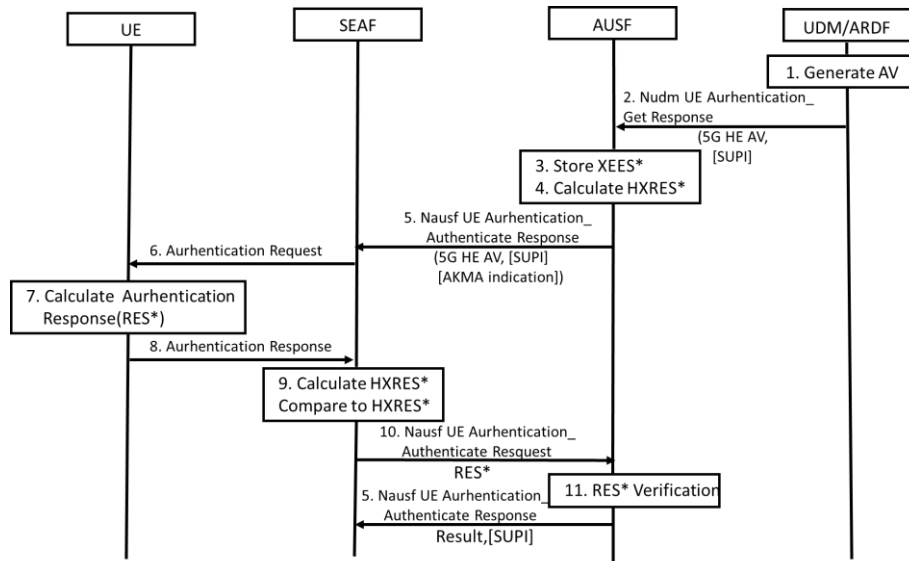 UE
SEAF
AUSF
UDM/ARDF
1. Generate AV
2. Nudm UE Aurhentication_
Get Response
(5G HE AV,
[SUPI]
3. Store XEES*
4. Calculate HXRES*
5. Nausf UE Aurhentication_
Authenticate Response
(5G HE AV, [SUPI]
[AKMA indication])
6. Aurhentication Request
7. Calculate Aurhentication
Response(RES*)
8. Aurhentication Response
9. Calculate HXRES*
Compare to HXRES*
10. Nausf UE Aurhentication_
Authenticate Resquest
RES*
11. RES* Verification
5. Nausf UE Aurhentication_
Authenticate Response
Result,[SUPI]